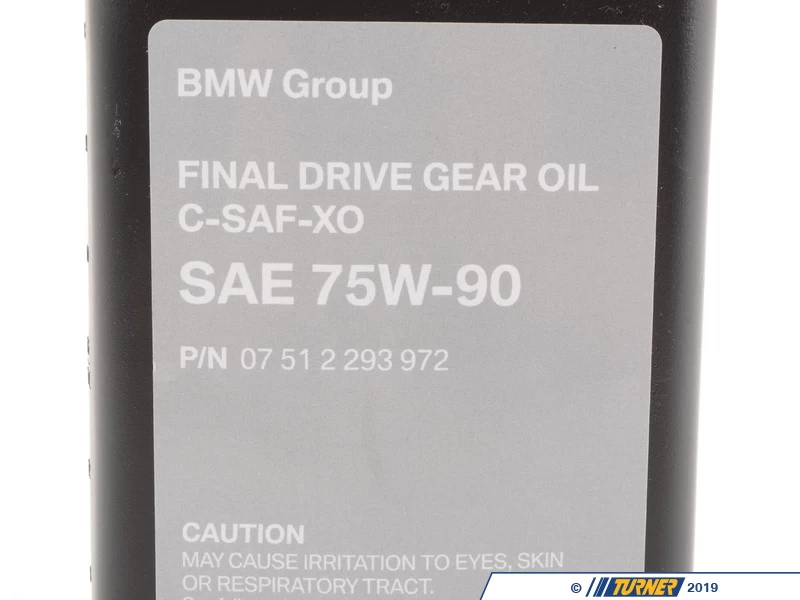 BMW Group
FINAL DRIVE GEAR OIL
C-SAF-XO
SAE 75W-90
P/N 07 51 2 293 972
CAUTION
MAY CAUSE IRRITATION TO EYES, SKIN
OR RESPIRATORY TRACT.
© TURNER 2019